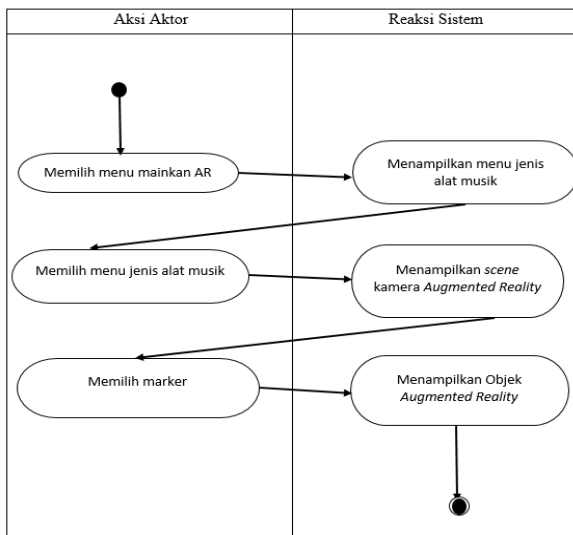 Aksi Aktor
Reaksi Sistem
Memilih menu mainkan AR
Menampilkan menu jenis
alat musik
Memilih menu jenis alat musik
Menampilkan scene
kamera Augmented Reality
Memilih marker
Menampilkan Objek
Augmented Reality